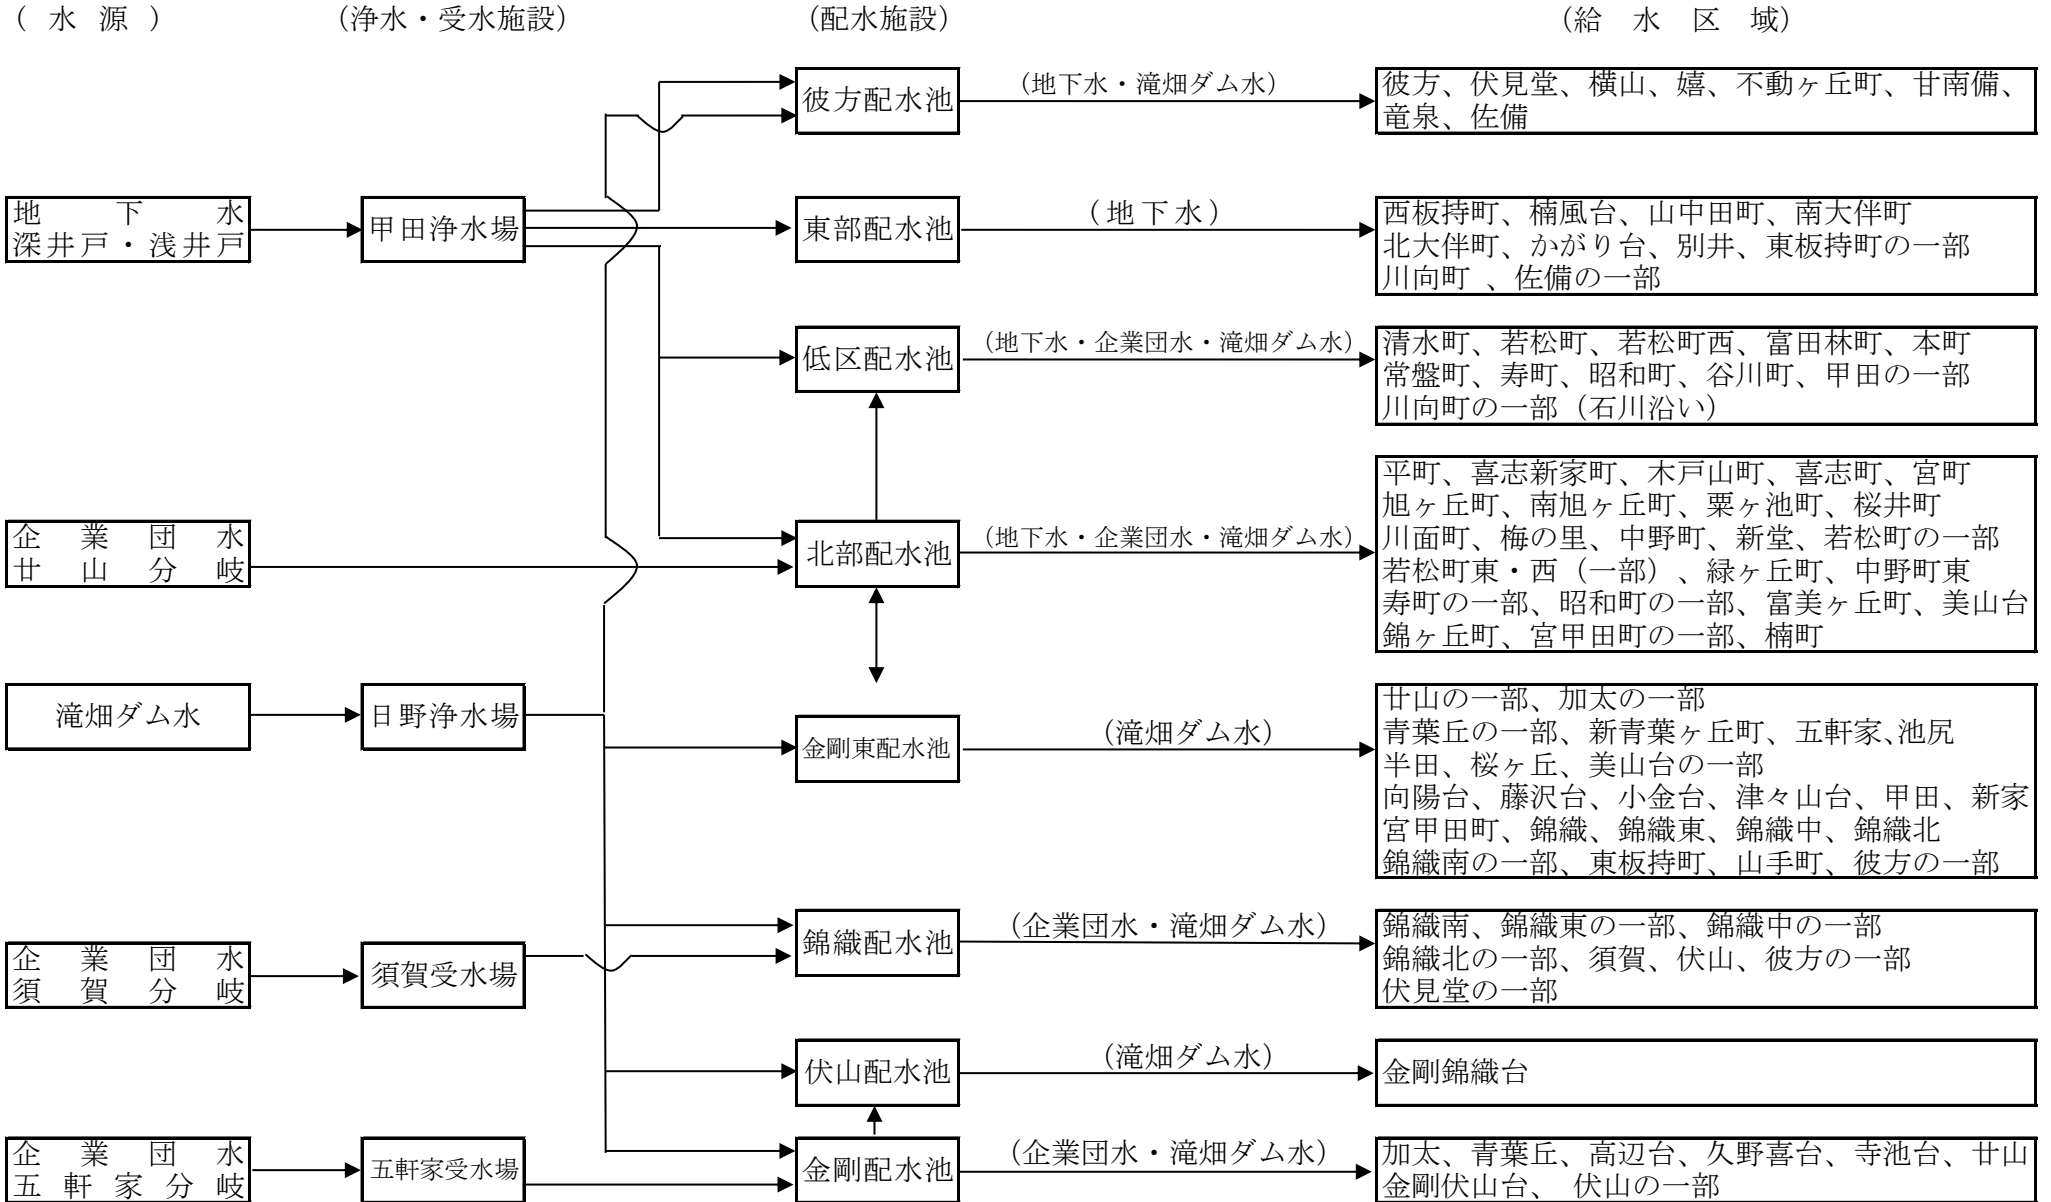 （ 水 源 ）
（浄水・受水施設）
（配水施設）
（給 水 区 域）
彼方配水池
（地下水・滝畑ダム水）
彼方、伏見堂、横山、嬉、不動ヶ丘町、甘南備、
竜泉、佐備
地下水
深井戸・浅井戸
甲田浄水場
東部配水池
（地下水）
西板持町、楠風台、山中田町、南大伴町
北大伴町、かがり台、別井、東板持町の一部
川向町 、佐備の一部
低区配水池
（地下水・企業団水・滝畑ダム水）
清水町、若松町、若松町西、富田林町、本町
常盤町、寿町、昭和町、谷川町、甲田の一部
川向町の一部（石川沿い）
企業団水
廿山分岐
北部配水池
（地下水・企業団水・滝畑ダム水）
平町、喜志新家町、木戸山町、喜志町、宮町
旭ヶ丘町、南旭ヶ丘町、粟ヶ池町、桜井町
川面町、梅の里、中野町、新堂、若松町の一部
若松町東・西（一部）、緑ヶ丘町、中野町東
寿町の一部、昭和町の一部、富美ヶ丘町、美山台
錦ヶ丘町、宮甲田町の一部、楠町
滝畑ダム水
日野浄水場
金剛東配水池
（滝畑ダム水）
廿山の一部、加太の一部
青葉丘の一部、新青葉ヶ丘町、五軒家、池尻
半田、桜ヶ丘、美山台の一部
向陽台、藤沢台、小金台、津々山台、甲田、新家
宮甲田町、錦織、錦織東、錦織中、錦織北
錦織南の一部、東板持町、山手町、彼方の一部
企業団水
須賀分岐
須賀受水場
錦織配水池
（企業団水・滝畑ダム水）
錦織南、錦織東の一部、錦織中の一部
錦織北の一部、須賀、伏山、彼方の一部
伏見堂の一部
伏山配水池
（滝畑ダム水）
金剛錦織台
企業団水
五軒家分岐
五軒家受水場
金剛配水池
（企業団水・滝畑ダム水）
加太、青葉丘、高辺台、久野喜台、寺池台、廿山
金剛伏山台、 伏山の一部